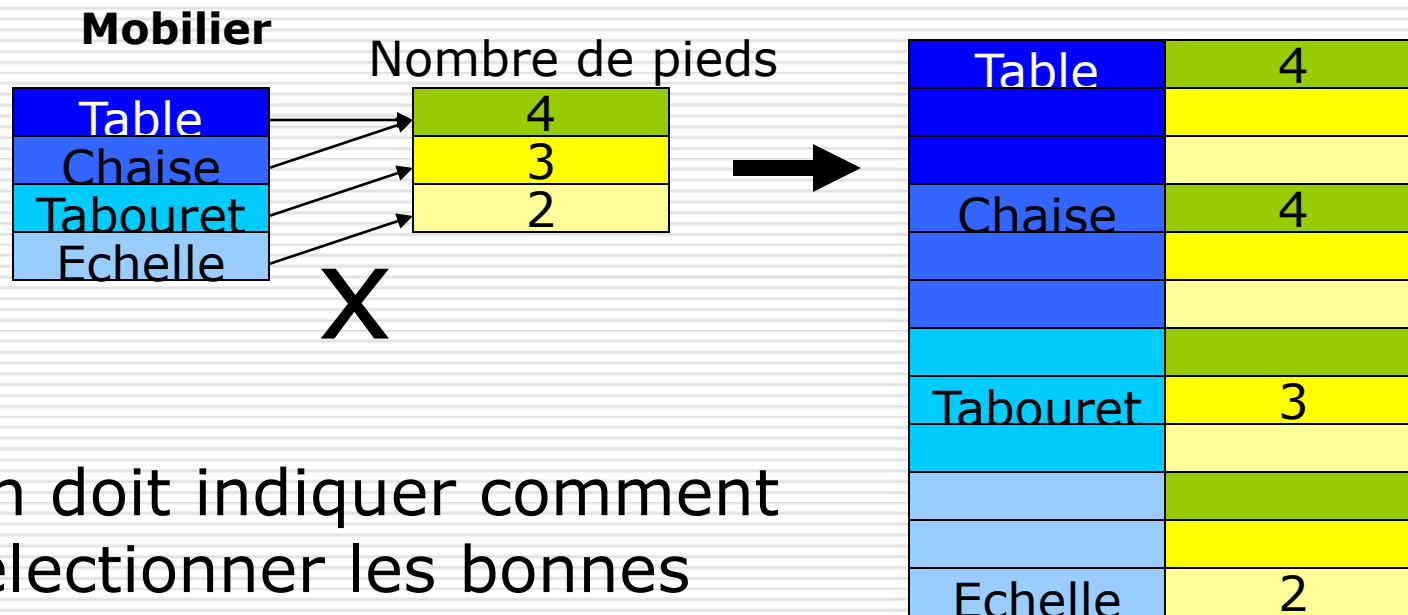 Mobilier
Nombre de pieds
Table
Chaise
Tabouret
Echelle
4
3
2
X
Table 4
Chaise 4
Tabouret 3
Echelle 2
doit indiquer comment
les bonnes